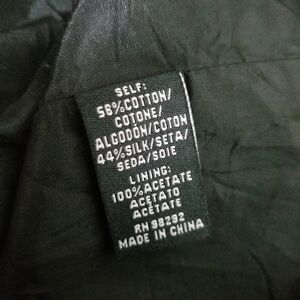 SELF:
56%COTTON/
COTONE/
ALGODON/COTON
44%SILK/SETA/
SEDA/SOIE
LINING:
100%ACETATE
ACETATO
ACÉTATE
RN 98292
MADE IN CHINA